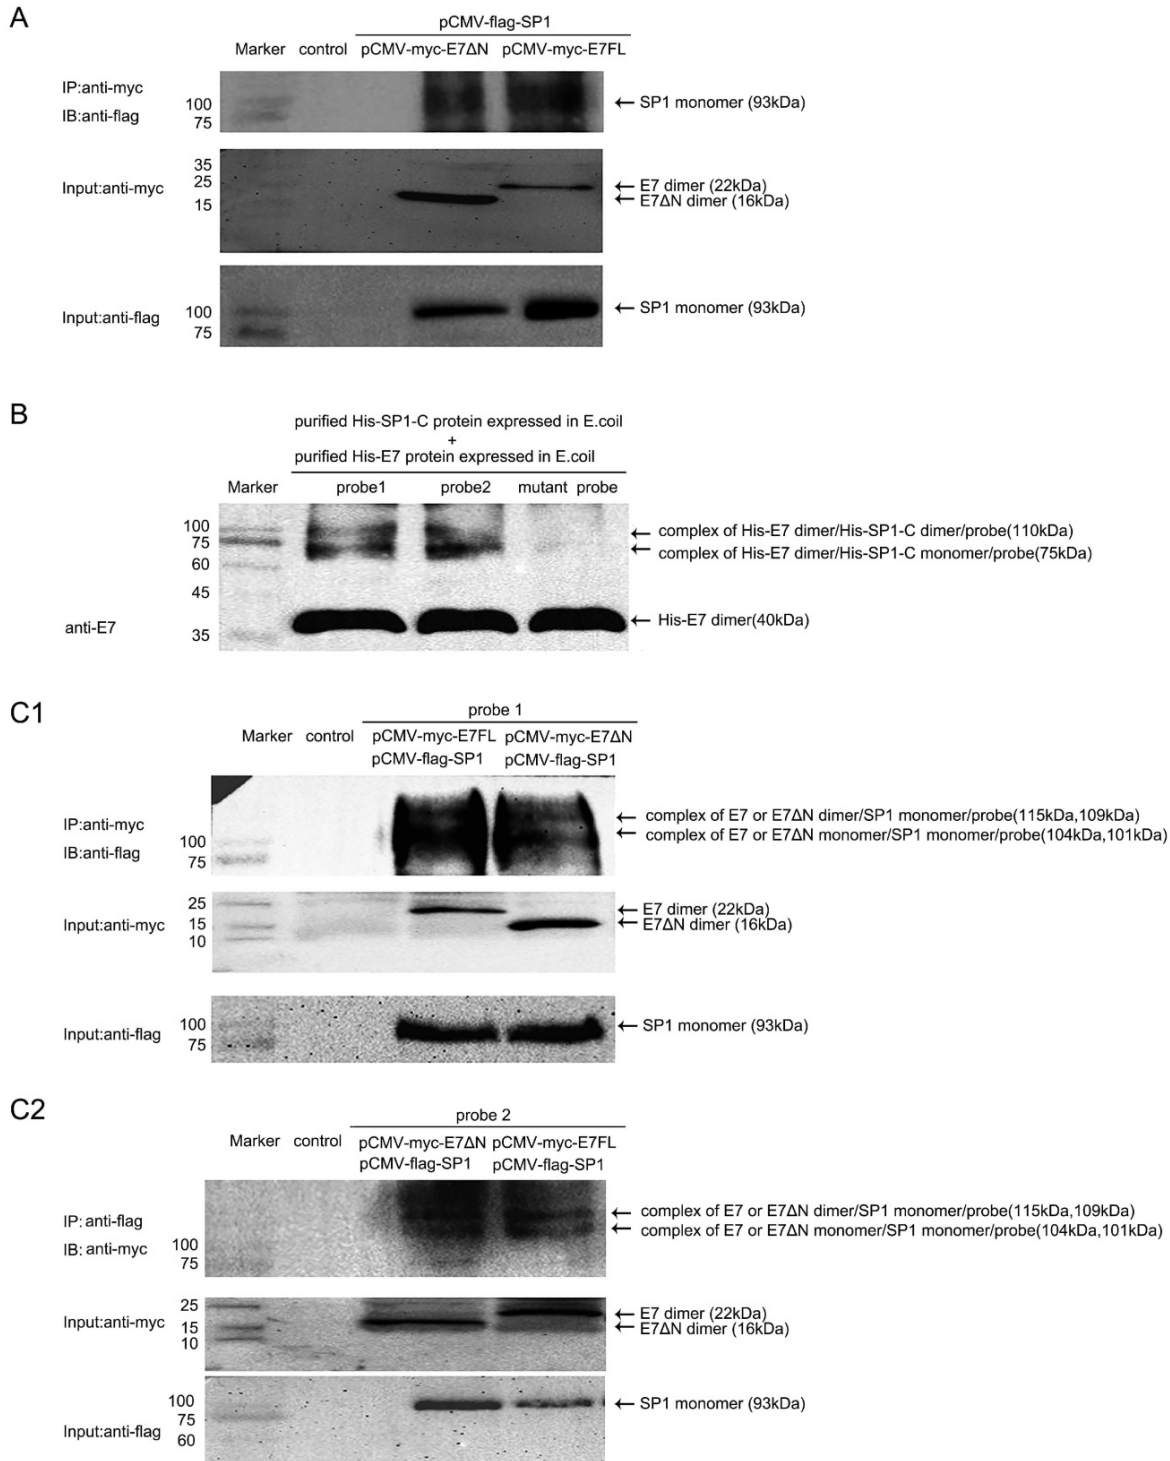 A
pCMV-flag-SP1
Marker control pCMV-myc-E7ΔN pCMV-myc-E7FL
IP:anti-myc
IB:anti-flag
100
75
← SP1 monomer (93kDa)
Input:anti-myc
35
25
15
← E7 dimer (22kDa)
← E7ΔN dimer (16kDa)
Input:anti-flag
100
75
← SP1 monomer (93kDa)
B
purified His-SP1-C protein expressed in E.coil
+
purified His-E7 protein expressed in E.coil
Marker probe1 probe2 mutant probe
100
75
60
45
35
anti-E7
← complex of His-E7 dimer/His-SP1-C dimer/probe(110kDa)
← complex of His-E7 dimer/His-SP1-C monomer/probe(75kDa)
← His-E7 dimer(40kDa)
C1
probe 1
Marker control pCMV-myc-E7FL pCMV-myc-E7ΔN
pCMV-flag-SP1 pCMV-flag-SP1
IP:anti-myc
IB:anti-flag
100
75
← complex of E7 or E7ΔN dimer/SP1 monomer/probe(115kDa,109kDa)
← complex of E7 or E7ΔN monomer/SP1 monomer/probe(104kDa,101kDa)
Input:anti-myc
25
15
10
← E7 dimer (22kDa)
← E7ΔN dimer (16kDa)
Input:anti-flag
100
75
← SP1 monomer (93kDa)
C2
probe 2
Marker control pCMV-myc-E7ΔN pCMV-myc-E7FL
pCMV-flag-SP1 pCMV-flag-SP1
IP: anti-flag
IB: anti-myc
100
75
← complex of E7 or E7ΔN dimer/SP1 monomer/probe(115kDa,109kDa)
← complex of E7 or E7ΔN monomer/SP1 monomer/probe(104kDa,101kDa)
Input:anti-myc
25
15
10
← E7 dimer (22kDa)
← E7ΔN dimer (16kDa)
Input:anti-flag
100
75
60
← SP1 monomer (93kDa)